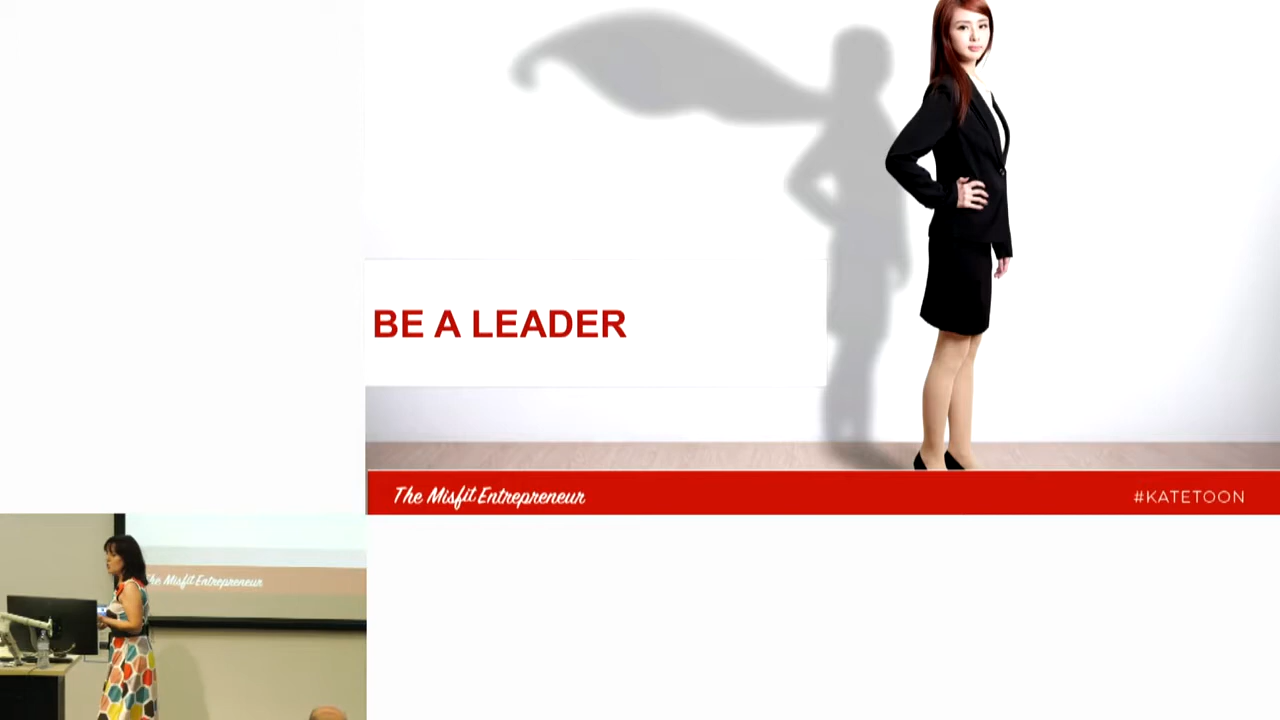 BE A LEADER
The Misfit Entrepreneur
#KATETOON
The Misfit Entrepreneur